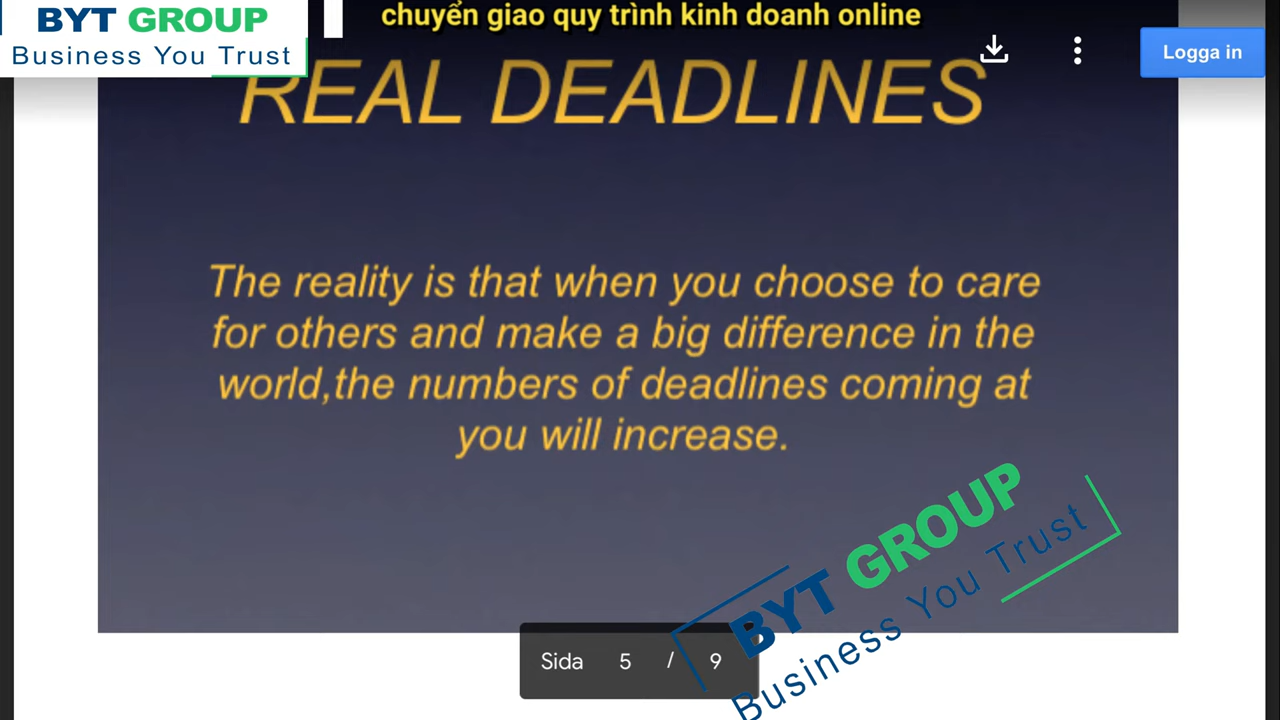 BYT GROUP
Business You Trust
chuyển giao quy trình kinh doanh online
Logga in
REAL DEADLINES
The reality is that when you choose to care
for others and make a big difference in the
world,the numbers of deadlines coming at
you will increase.
BYT GROUP
Business You Trust
Sida 5 / 9